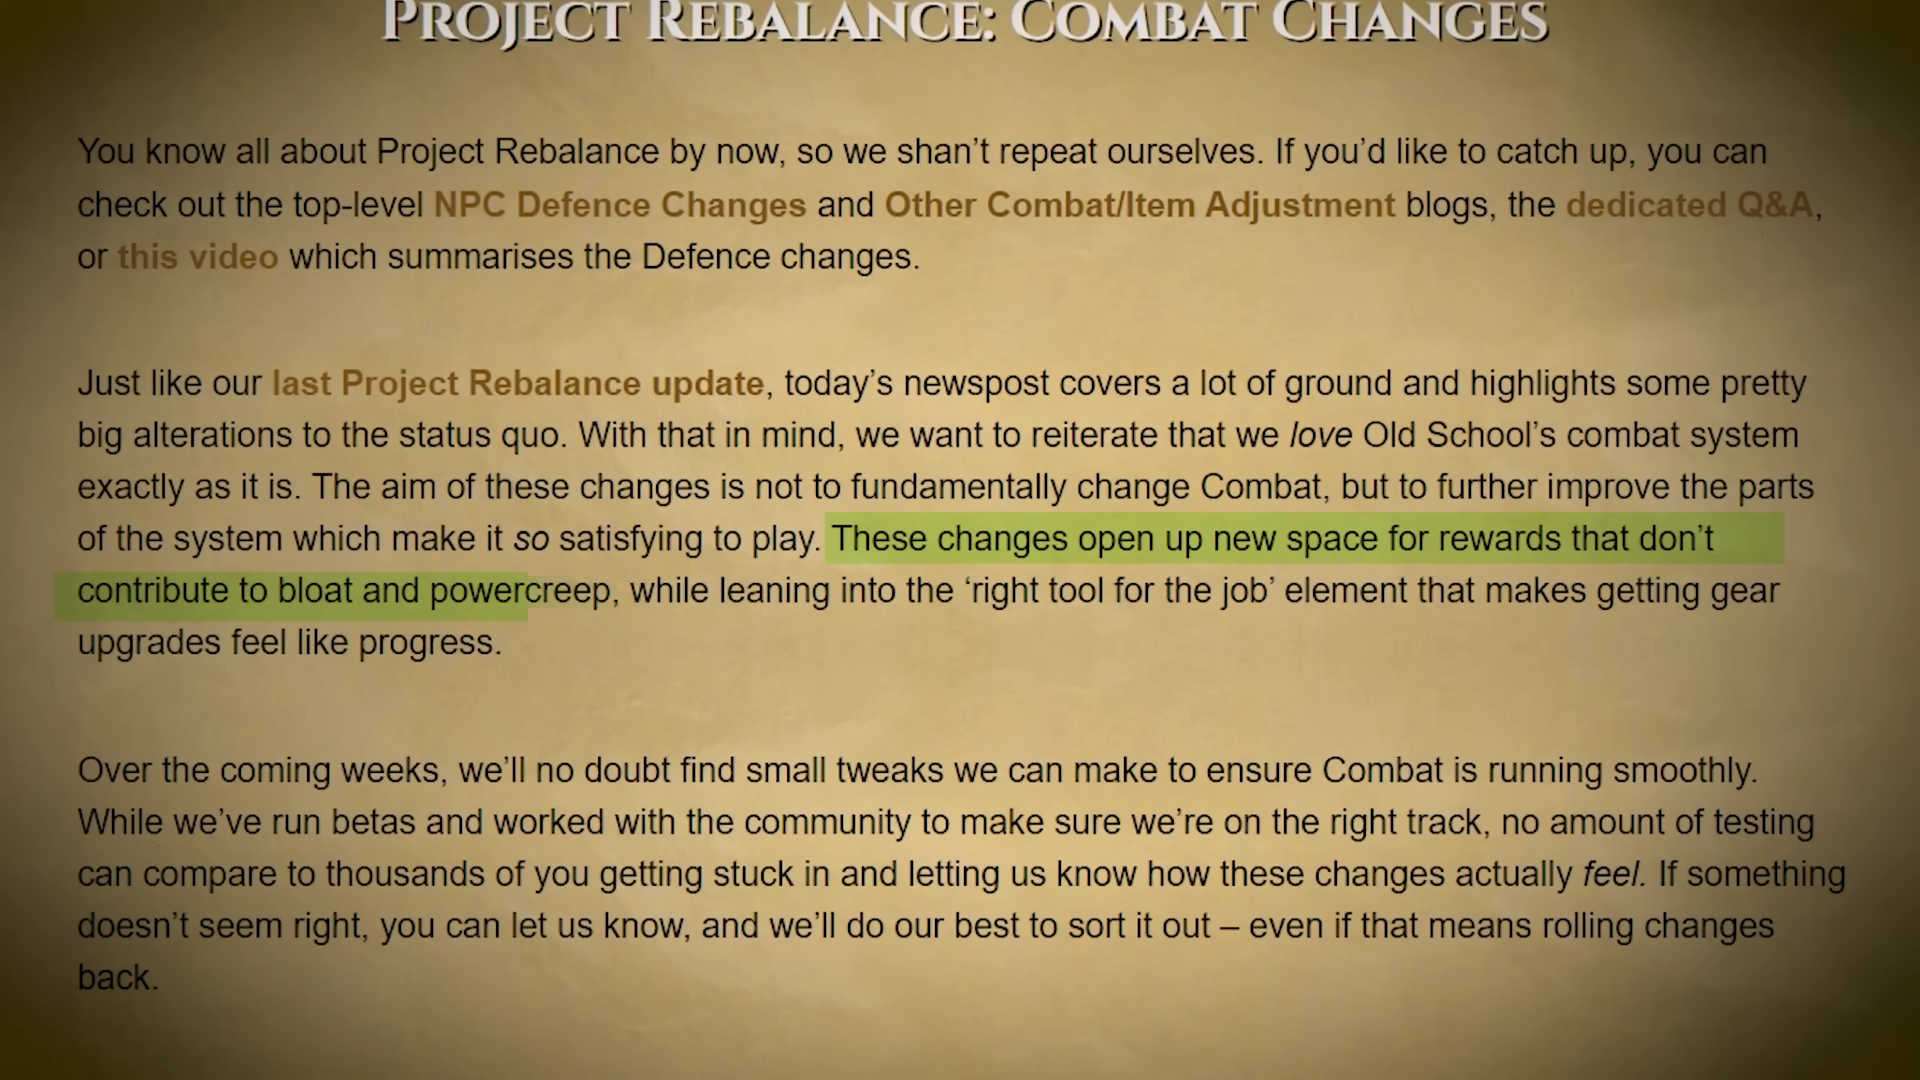 PROJECT REBALANCE: COMBAT CHANGES
You know all about Project Rebalance by now, so we shan’t repeat ourselves. If you’d like to catch up, you can
check out the top-level NPC Defence Changes and Other Combat/Item Adjustment blogs, the dedicated Q&A,
or this video which summarises the Defence changes.
Just like our last Project Rebalance update, today’s newspost covers a lot of ground and highlights some pretty
big alterations to the status quo. With that in mind, we want to reiterate that we love Old School’s combat system
exactly as it is. The aim of these changes is not to fundamentally change Combat, but to further improve the parts
of the system which make it so satisfying to play. These changes open up new space for rewards that don’t
contribute to bloat and powercreep, while leaning into the ‘right tool for the job’ element that makes getting gear
upgrades feel like progress.
Over the coming weeks, we’ll no doubt find small tweaks we can make to ensure Combat is running smoothly.
While we’ve run betas and worked with the community to make sure we’re on the right track, no amount of testing
can compare to thousands of you getting stuck in and letting us know how these changes actually feel. If something
doesn’t seem right, you can let us know, and we’ll do our best to sort it out – even if that means rolling changes
back.